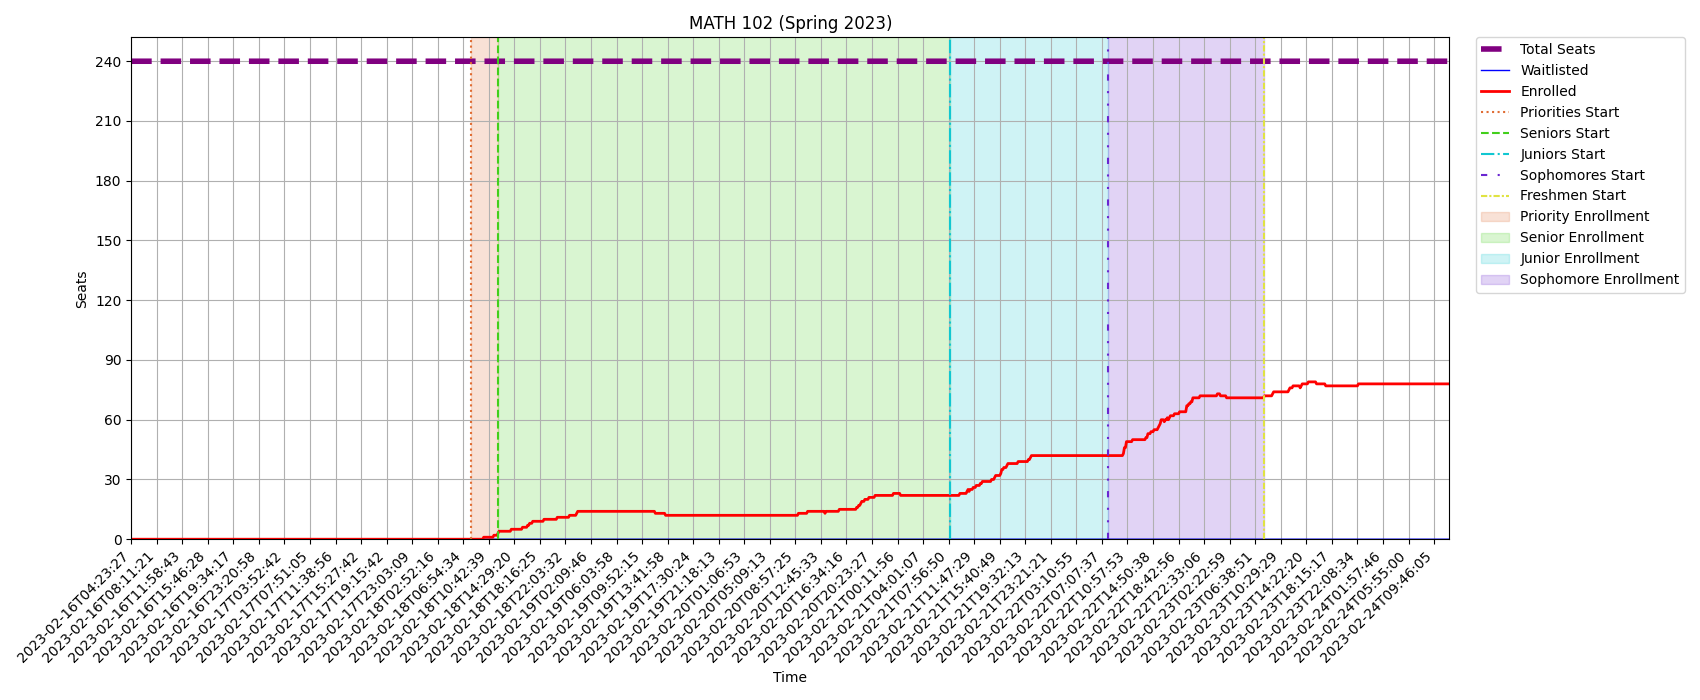 MATH 102 (Spring 2023)
Seats
240
210
180
150
120
90
60
30
0
2023-02-16T04:23:27
2023-02-16T08:11:21
2023-02-16T11:58:43
2023-02-16T15:46:28
2023-02-16T19:34:17
2023-02-16T23:20:58
2023-02-17T03:52:42
2023-02-17T07:51:05
2023-02-17T11:38:56
2023-02-17T15:27:42
2023-02-17T19:15:42
2023-02-17T23:03:09
2023-02-18T02:52:16
2023-02-18T06:54:34
2023-02-18T10:42:39
2023-02-18T14:29:20
2023-02-18T18:16:25
2023-02-18T22:03:32
2023-02-19T02:09:46
2023-02-19T06:03:58
2023-02-19T09:52:15
2023-02-19T13:41:58
2023-02-19T17:30:24
2023-02-19T21:18:13
2023-02-20T01:06:53
2023-02-20T05:09:13
2023-02-20T08:57:25
2023-02-20T12:45:33
2023-02-20T16:34:16
2023-02-20T20:23:27
2023-02-21T00:11:56
2023-02-21T04:01:07
2023-02-21T07:56:50
2023-02-21T11:47:29
2023-02-21T15:40:49
2023-02-21T19:32:13
2023-02-21T23:21:21
2023-02-22T03:10:55
2023-02-22T07:07:37
2023-02-22T10:57:53
2023-02-22T14:50:38
2023-02-22T18:42:56
2023-02-22T22:33:06
2023-02-23T02:22:59
2023-02-23T06:38:51
2023-02-23T10:29:29
2023-02-23T14:22:20
2023-02-23T18:15:17
2023-02-23T22:08:34
2023-02-24T01:57:46
2023-02-24T05:55:00
2023-02-24T09:46:05
Time
Total Seats
Waitlisted
Enrolled
Priorities Start
Seniors Start
Juniors Start
Sophomores Start
Freshmen Start
Priority Enrollment
Senior Enrollment
Junior Enrollment
Sophomore Enrollment